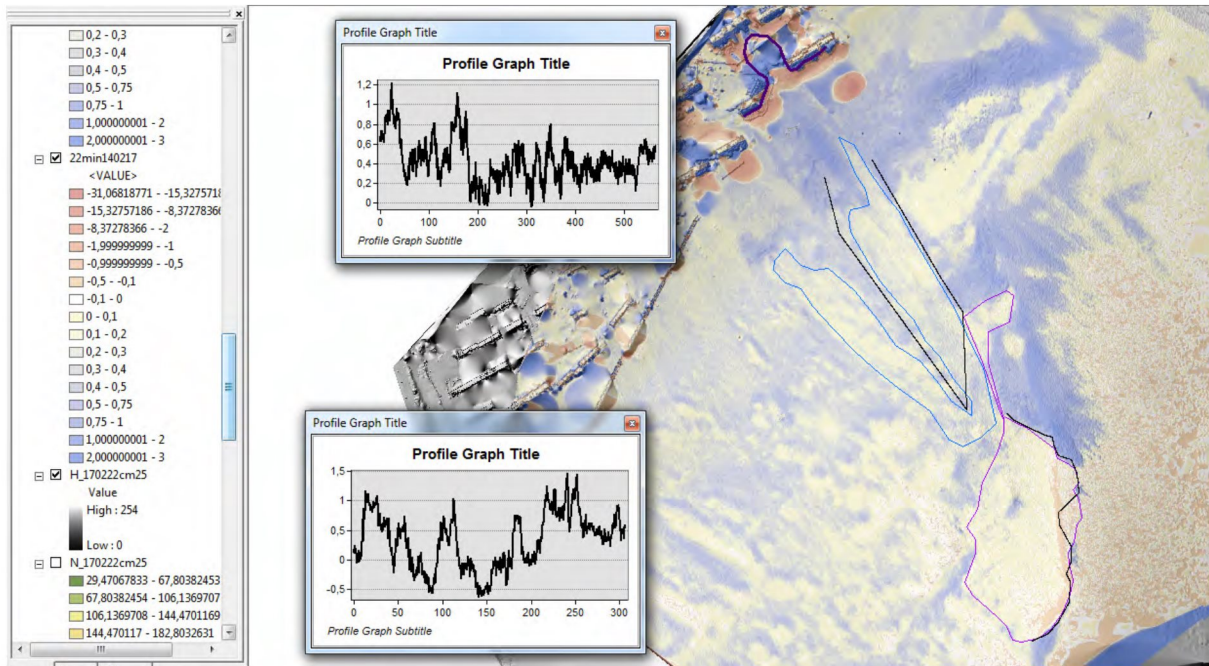 0,2 - 0,3
0,3 - 0,4
0,4 - 0,5
0,5 - 0,75
0,75 - 1
1,000000001 - 2
2,000000001 - 3
22min140217
<VALUE>
-31,06818771 - -15,3275718
-15,32757186 - -8,37278366
-8,37278366 - -2
-1,999999999 - -1
-0,999999999 - -0,5
-0,5 - -0,1
-0,1 - 0
0 - 0,1
0,1 - 0,2
0,2 - 0,3
0,3 - 0,4
0,4 - 0,5
0,5 - 0,75
0,75 - 1
1,000000001 - 2
2,000000001 - 3
H_170222cm25
Value
High : 254
Low : 0
N_170222cm25
29,47067833 - 67,80382453
67,80382454 - 106,1369707
106,1369708 - 144,4701169
144,470117 - 182,8032631
Profile Graph Title
Profile Graph Title
1,2
1
0,8
0,6
0,4
0,2
0
0 100 200 300 400 500
Profile Graph Subtitle
Profile Graph Title
Profile Graph Title
1,5
1
0,5
0
-0,5
0 50 100 150 200 250 300
Profile Graph Subtitle